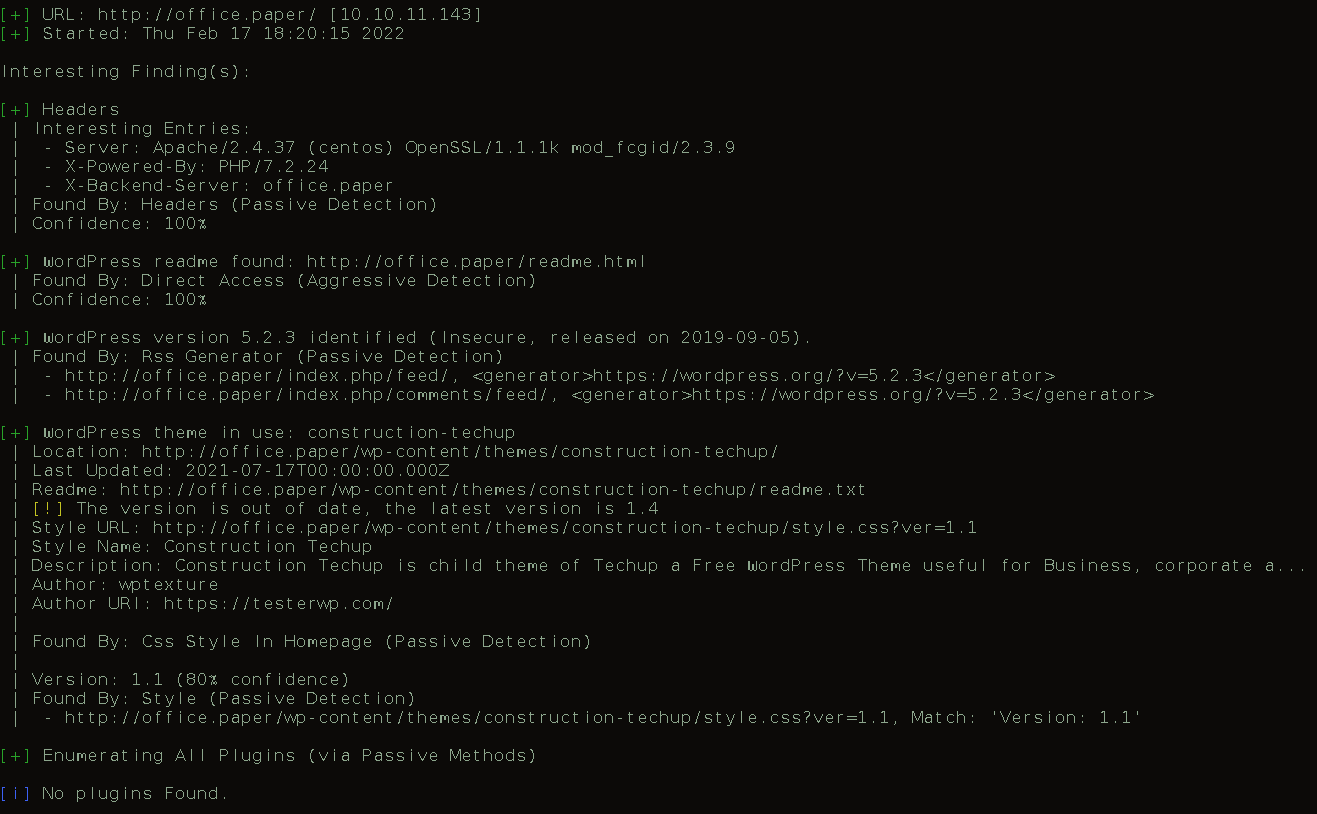 [+] URL: http://office.paper/ [10.10.11.143]
[+] Started: Thu Feb 17 18:20:15 2022
Interesting Finding(s):
[+] Headers
| Interesting Entries:
|  - Server: Apache/2.4.37 (centos) OpenSSL/1.1.1k mod_fcgid/2.3.9
|  - X-Powered-By: PHP/7.2.24
|  - X-Backend-Server: office.paper
| Found By: Headers (Passive Detection)
| Confidence: 100%
[+] WordPress readme found: http://office.paper/readme.html
| Found By: Direct Access (Aggressive Detection)
| Confidence: 100%
[+] WordPress version 5.2.3 identified (Insecure, released on 2019-09-05).
| Found By: Rss Generator (Passive Detection)
|  - http://office.paper/index.php/feed/, <generator>https://wordpress.org/?v=5.2.3</generator>
|  - http://office.paper/index.php/comments/feed/, <generator>https://wordpress.org/?v=5.2.3</generator>
[+] WordPress theme in use: construction-techup
| Location: http://office.paper/wp-content/themes/construction-techup/
| Last Updated: 2021-07-17T00:00:00.000Z
| Readme: http://office.paper/wp-content/themes/construction-techup/readme.txt
| [!] The version is out of date, the latest version is 1.4
| Style URL: http://office.paper/wp-content/themes/construction-techup/style.css?ver=1.1
| Style Name: Construction Techup
| Description: Construction Techup is child theme of Techup a Free WordPress Theme useful for Business, corporate a...
| Author: wptexture
| Author URI: https://testerwp.com/
|
| Found By: Css Style In Homepage (Passive Detection)
|
| Version: 1.1 (80% confidence)
| Found By: Style (Passive Detection)
|  - http://office.paper/wp-content/themes/construction-techup/style.css?ver=1.1, Match: 'Version: 1.1'
[+] Enumerating All Plugins (via Passive Methods)
[i] No plugins Found.